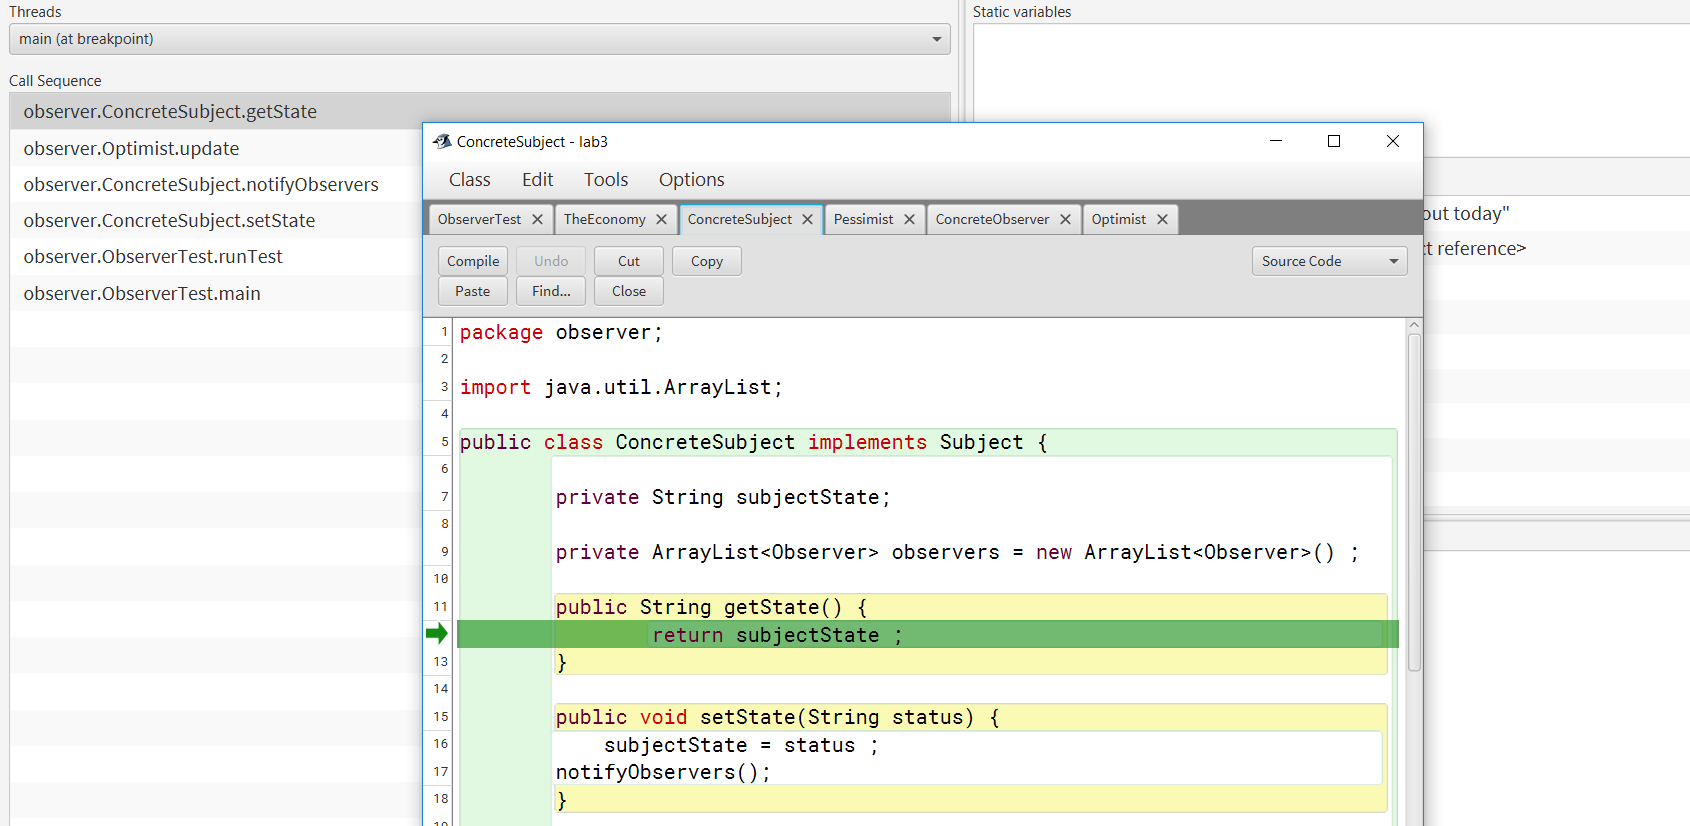 Threads
main (at breakpoint)
Call Sequence
observer.ConcreteSubject.getState
observer.Optimist.update
observer.ConcreteSubject.notifyObservers
observer.ConcreteSubject.setState
observer.ObserverTest.runTest
observer.ObserverTest.main
Static variables
out today"
reference>
ConcreteSubject - lab3
Class Edit Tools Options
ObserverTest TheEconomy ConcreteSubject Pessimist ConcreteObserver Optimist
Compile Undo Cut Copy Source Code
Paste Find... Close
1 package observer;
2
3 import java.util.ArrayList;
4
5 public class ConcreteSubject implements Subject {
6
7 private String subjectState;
8
9 private ArrayList<Observer> observers = new ArrayList<Observer>() ;
10
11 public String getState() {
return subjectState ;
13 }
14
15 public void setState(String status) {
16 subjectState = status ;
17 notifyObservers();
18 }